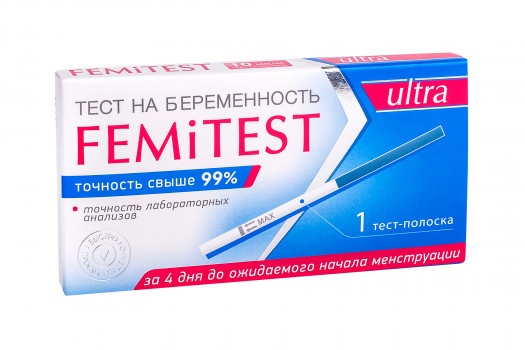 FEMiTEST
ТЕСТ НА БЕРЕМЕННОСТЬ
ultra
FEMiTEST
точность свыше 99%
• точность лабораторных
анализов
MAX
1 тест-полоска
за 4 дня до ожидаемого начала менструации